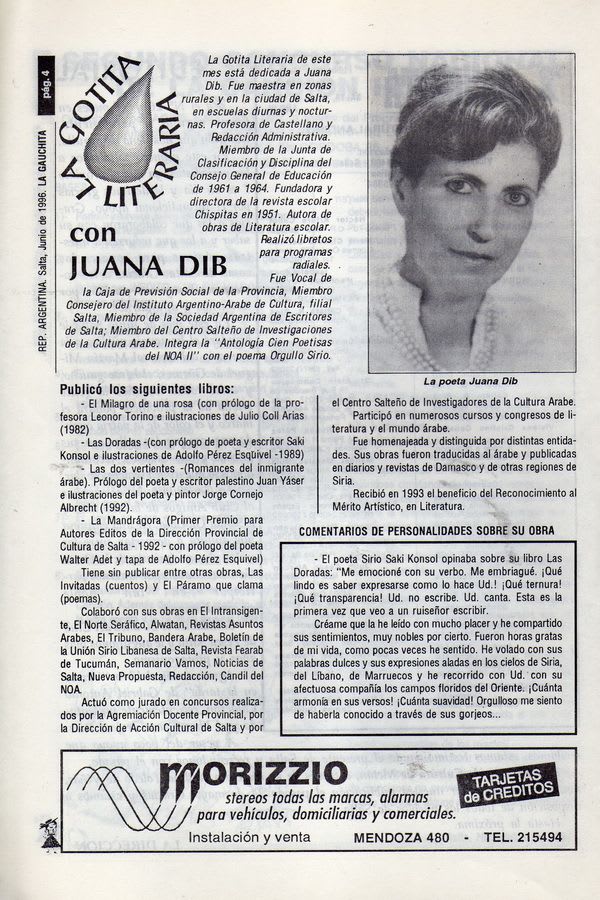 pág. 4
REP. ARGENTINA. Salta, Junio de 1996. LA GAUCHITA
LA GOTITA
LITERARIA
con
JUANA DIB
La Gotita Literaria de este
mes está dedicada a Juana
Dib. Fue maestra en zonas
rurales y en la ciudad de Salta,
en escuelas diurnas y noctur-
nas. Profesora de Castellano y
Redacción Administrativa.
Miembro de la Junta de
Clasificación y Disciplina del
Consejo General de Educación
de 1961 a 1964. Fundadora y
directora de la revista escolar
Chispitas en 1951. Autora de
obras de Literatura escolar.
Realizó libretos
para programas
radiales.
Fue Vocal de
la Caja de Previsión Social de la Provincia, Miembro
Consejero del Instituto Argentino-Arabe de Cultura, filial
Salta, Miembro de la Sociedad Argentina de Escritores
de Salta; Miembro del Centro Salteño de Investigaciones
de la Cultura Arabe. Integra la "Antología Cien Poetisas
del NOA II" con el poema Orgullo Sirio.
La poeta Juana Dib
Publicó los siguientes libros:
- El Milagro de una rosa (con prólogo de la pro-
fesora Leonor Torino e ilustraciones de Julio Coll Arias
(1982)
- Las Doradas -(con prólogo de poeta y escritor Saki
Konsol e ilustraciones de Adolfo Pérez Esquivel -1989)
- Las dos vertientes -(Romances del inmigrante
árabe). Prólogo del poeta y escritor palestino Juan Yáser
e ilustraciones del poeta y pintor Jorge Cornejo
Albrecht (1992).
- La Mandrágora (Primer Premio para
Autores Editos de la Dirección Provincial de
Cultura de Salta - 1992 - con prólogo del poeta
Walter Adet y tapa de Adolfo Pérez Esquivel)
Tiene sin publicar entre otras obras, Las
Invitadas (cuentos) y El Páramo que clama
(poemas).
Colaboró con sus obras en El Intransigen-
te, El Norte Seráfico, Alwatan, Revistas Asuntos
Arabes, El Tribuno, Bandera Arabe, Boletín de
la Unión Sirio Libanesa de Salta, Revista Fearab
de Tucumán, Semanario Vamos, Noticias de
Salta, Nueva Propuesta, Redacción, Candil del
NOA.
Actuó como jurado en concursos realiza-
dos por la Agremiación Docente Provincial, por
la Dirección de Acción Cultural de Salta y por
el Centro Salteño de Investigadores de la Cultura Arabe.
Participó en numerosos cursos y congresos de li-
teratura y el mundo árabe.
Fue homenajeada y distinguida por distintas entida-
des. Sus obras fueron traducidas al árabe y publicadas
en diarios y revistas de Damasco y de otras regiones de
Siria.
Recibió en 1993 el beneficio del Reconocimiento al
Mérito Artístico, en Literatura.
COMENTARIOS DE PERSONALIDADES SOBRE SU OBRA
- El poeta Sirio Saki Konsol opinaba sobre su libro Las
Doradas: "Me emocionó con su verbo. Me embriagué. ¡Qué
lindo es saber expresarse como lo hace Ud.! ¡Qué ternura!
¡Qué transparencia! Ud. no escribe. Ud. canta. Esta es la
primera vez que veo a un ruiseñor escribir.
Créame que la he leído con mucho placer y he compartido
sus sentimientos, muy nobles por cierto. Fueron horas gratas
de mi vida, como pocas veces he sentido. He volado con sus
palabras dulces y sus expresiones aladas en los cielos de Siria,
del Líbano, de Marruecos y he recorrido con Ud. con su
afectuosa compañía los campos floridos del Oriente. ¡Cuánta
armonía en sus versos! ¡Cuánta suavidad! Orgulloso me siento
de haberla conocido a través de sus gorjeos...
MORIZZIO
stereos todas las marcas, alarmas
para vehículos, domiciliarias y comerciales.
TARJETAS
de CREDITOS
Instalación y venta MENDOZA 480 - TEL. 215494